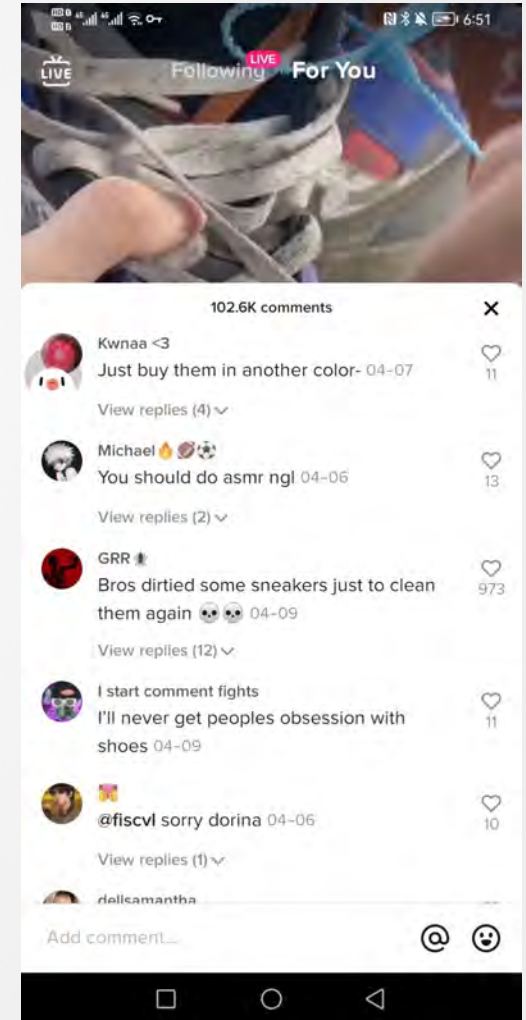 6:51
LIVE
Following LIVE For You
102.6K comments
Kwnaa <3
Just buy them in another color- 04-07
11
View replies (4)
Michael🔥🏈⚽
You should do asmr ngl 04-06
13
View replies (2)
GRR🕷
Bros dirtied some sneakers just to clean
them again 💀💀 04-09
973
View replies (12)
I start comment fights
I'll never get peoples obsession with
shoes 04-09
11
@fiscvl sorry dorina 04-06
10
View replies (1)
dellsamantha
Add comment...